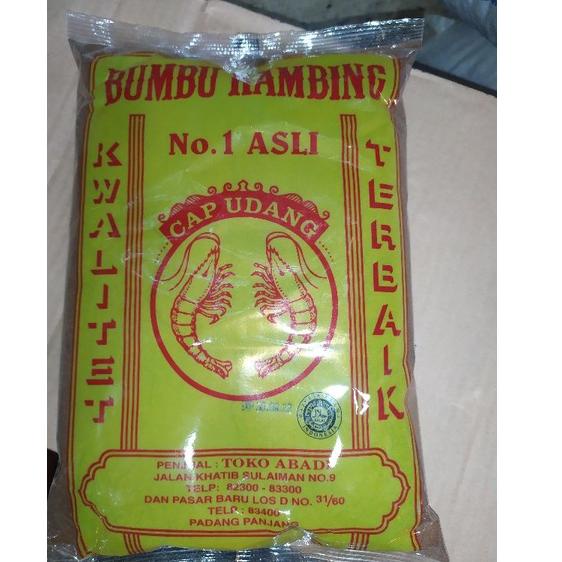 BUMBU KAMBING
No. 1 ASLI
KWALITET
TERBAIK
CAP UDANG
INDONESIA
PENJUAL : TOKO ABADI
JALAN KHATIB SULAIMAN NO.9
TELP: 82300 - 83300
DAN PASAR BARU LOS D NO. 31/60
TELP : 83400
PADANG PANJANG